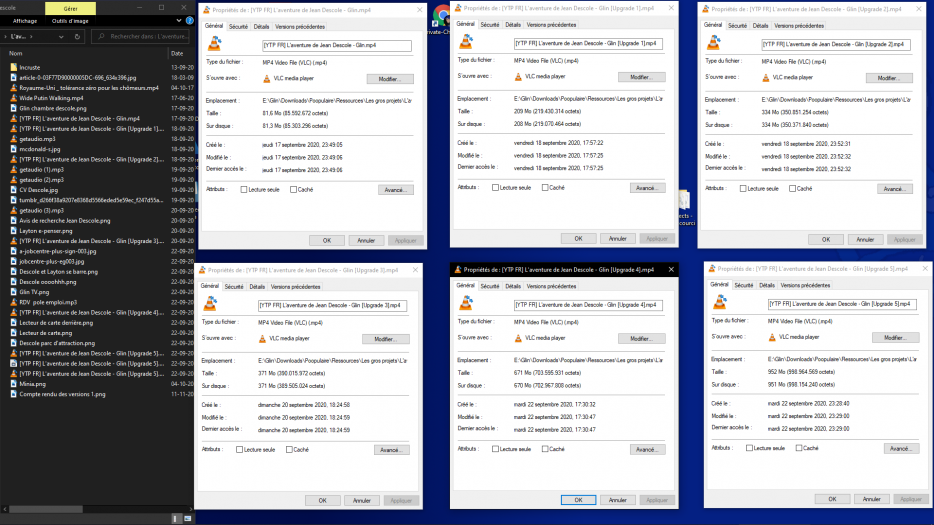 escole
Gérer
Affichage
Outils d'image
L'av...
Rechercher dans : L'aventure...
Nom
Date
Incruste
13-09-20
article-0-03F77D90000005DC-696_634x396.jpg
18-03-09
Royaume-Uni _ tolérance zéro pour les chômeurs.mp4
04-10-17
Wide Putin Walking.mp4
17-06-20
Glin chambre descole.png
17-09-20
[YTP FR] L'aventure de Jean Descole - Glin.mp4
17-09-20
[YTP FR] L'aventure de Jean Descole - Glin [Upgrade 1]....
18-09-20
getaudio.mp3
18-09-20
mcdonald-s.jpg
18-09-20
[YTP FR] L'aventure de Jean Descole - Glin [Upgrade 2]....
18-09-20
getaudio (1).mp3
20-09-20
getaudio (2).mp3
20-09-20
CV Descole.jpg
20-09-20
20-09-20
getaudio (3).mp3
20-09-20
Avis de recherche Jean Descole.png
20-09-20
Layton x-penser.png
20-09-20
[YTP FR] L'aventure de Jean Descole - Glin [Upgrade 3]....
20-09-20
a-jobcentre-plus-sign-003.jpg
22-09-20
jobcentre-plus-eg003.jpg
22-09-20
Descole et Layton se barre.png
22-09-20
Descole oooohhh.png
22-09-20
Glin TV.png
22-09-20
RDV pole emploi.mp3
22-09-20
[YTP FR] L'aventure de Jean Descole - Glin [Upgrade 4]....
22-09-20
Lecteur de carte derrière.png
22-09-20
Lecteur de carte.png
22-09-20
Descole parc d'attraction.png
22-09-20
[YTP FR] L'aventure de Jean Descole - Glin [Upgrade 5]....
22-09-20
[YTP FR] L'aventure de Jean Descole - Glin [Upgrade 5]....
22-09-20
[YTP FR] L'aventure de Jean Descole - Glin [Upgrade 5]....
22-09-20
Minia.png
04-10-20
Compte rendu des versions 1.png
11-11-20
Propriétés de : [YTP FR] L'aventure de Jean Descole - Glin.mp4
Général Sécurité Détails Versions précédentes
[YTP FR] L'aventure de Jean Descole - Glin.mp4
Type du fichier : MP4 Video File (VLC) (.mp4)
S'ouvre avec : VLC media player Modifier...
Emplacement : E:\Glin\Downloads\Poopulaire\Ressources\Les gros projets\L'a
Taille : 81,6 Mo (85.592.672 octets)
Sur disque : 81,3 Mo (85.303.296 octets)
Créé le : jeudi 17 septembre 2020, 23:49:05
Modifié le : jeudi 17 septembre 2020, 23:49:06
Dernier accès le : jeudi 17 septembre 2020, 23:49:06
Attributs : Lecture seule Caché Avancé...
OK Annuler Appliquer
Propriétés de : [YTP FR] L'aventure de Jean Descole - Glin [Upgrade 1].mp4
Général Sécurité Détails Versions précédentes
[YTP FR] L'aventure de Jean Descole - Glin [Upgrade 1].mp4
Type du fichier : MP4 Video File (VLC) (.mp4)
S'ouvre avec : VLC media player Modifier...
Emplacement : E:\Glin\Downloads\Poopulaire\Ressources\Les gros projets\L'a
Taille : 209 Mo (219.430.314 octets)
Sur disque : 208 Mo (219.070.464 octets)
Créé le : vendredi 18 septembre 2020, 17:57:22
Modifié le : vendredi 18 septembre 2020, 17:57:25
Dernier accès le : vendredi 18 septembre 2020, 17:57:25
Attributs : Lecture seule Caché Avancé...
OK Annuler Appliquer
Propriétés de : [YTP FR] L'aventure de Jean Descole - Glin [Upgrade 2].mp4
Général Sécurité Détails Versions précédentes
[YTP FR] L'aventure de Jean Descole - Glin [Upgrade 2].mp4
Type du fichier : MP4 Video File (VLC) (.mp4)
S'ouvre avec : VLC media player Modifier...
Emplacement : E:\Glin\Downloads\Poopulaire\Ressources\Les gros projets\L'a
Taille : 334 Mo (350.851.254 octets)
Sur disque : 334 Mo (350.371.840 octets)
Créé le : vendredi 18 septembre 2020, 23:52:31
Modifié le : vendredi 18 septembre 2020, 23:52:32
Dernier accès le : vendredi 18 septembre 2020, 23:52:32
Attributs : Lecture seule Caché Avancé...
OK Annuler Appliquer
Propriétés de : [YTP FR] L'aventure de Jean Descole - Glin [Upgrade 3].mp4
Général Sécurité Détails Versions précédentes
[YTP FR] L'aventure de Jean Descole - Glin [Upgrade 3].mp4
Type du fichier : MP4 Video File (VLC) (.mp4)
S'ouvre avec : VLC media player Modifier...
Emplacement : E:\Glin\Downloads\Poopulaire\Ressources\Les gros projets\L'a
Taille : 371 Mo (390.015.972 octets)
Sur disque : 371 Mo (389.505.024 octets)
Créé le : dimanche 20 septembre 2020, 18:24:58
Modifié le : dimanche 20 septembre 2020, 18:24:59
Dernier accès le : dimanche 20 septembre 2020, 18:24:59
Attributs : Lecture seule Caché Avancé...
OK Annuler Appliquer
Propriétés de : [YTP FR] L'aventure de Jean Descole - Glin [Upgrade 4].mp4
Général Sécurité Détails Versions précédentes
[YTP FR] L'aventure de Jean Descole - Glin [Upgrade 4].mp4
Type du fichier : MP4 Video File (VLC) (.mp4)
S'ouvre avec : VLC media player Modifier...
Emplacement : E:\Glin\Downloads\Poopulaire\Ressources\Les gros projets\L'a
Taille : 671 Mo (703.595.931 octets)
Sur disque : 670 Mo (702.967.808 octets)
Créé le : mardi 22 septembre 2020, 17:30:32
Modifié le : mardi 22 septembre 2020, 17:30:47
Dernier accès le : mardi 22 septembre 2020, 17:30:47
Attributs : Lecture seule Caché Avancé...
OK Annuler Appliquer
Propriétés de : [YTP FR] L'aventure de Jean Descole - Glin [Upgrade 5].mp4
Général Sécurité Détails Versions précédentes
[YTP FR] L'aventure de Jean Descole - Glin [Upgrade 5].mp4
Type du fichier : MP4 Video File (VLC) (.mp4)
S'ouvre avec : VLC media player Modifier...
Emplacement : E:\Glin\Downloads\Poopulaire\Ressources\Les gros projets\L'a
Taille : 952 Mo (998.964.569 octets)
Sur disque : 951 Mo (998.154.240 octets)
Créé le : mardi 22 septembre 2020, 23:28:40
Modifié le : mardi 22 septembre 2020, 23:29:00
Dernier accès le : mardi 22 septembre 2020, 23:29:00
Attributs : Lecture seule Caché Avancé...
OK Annuler Appliquer